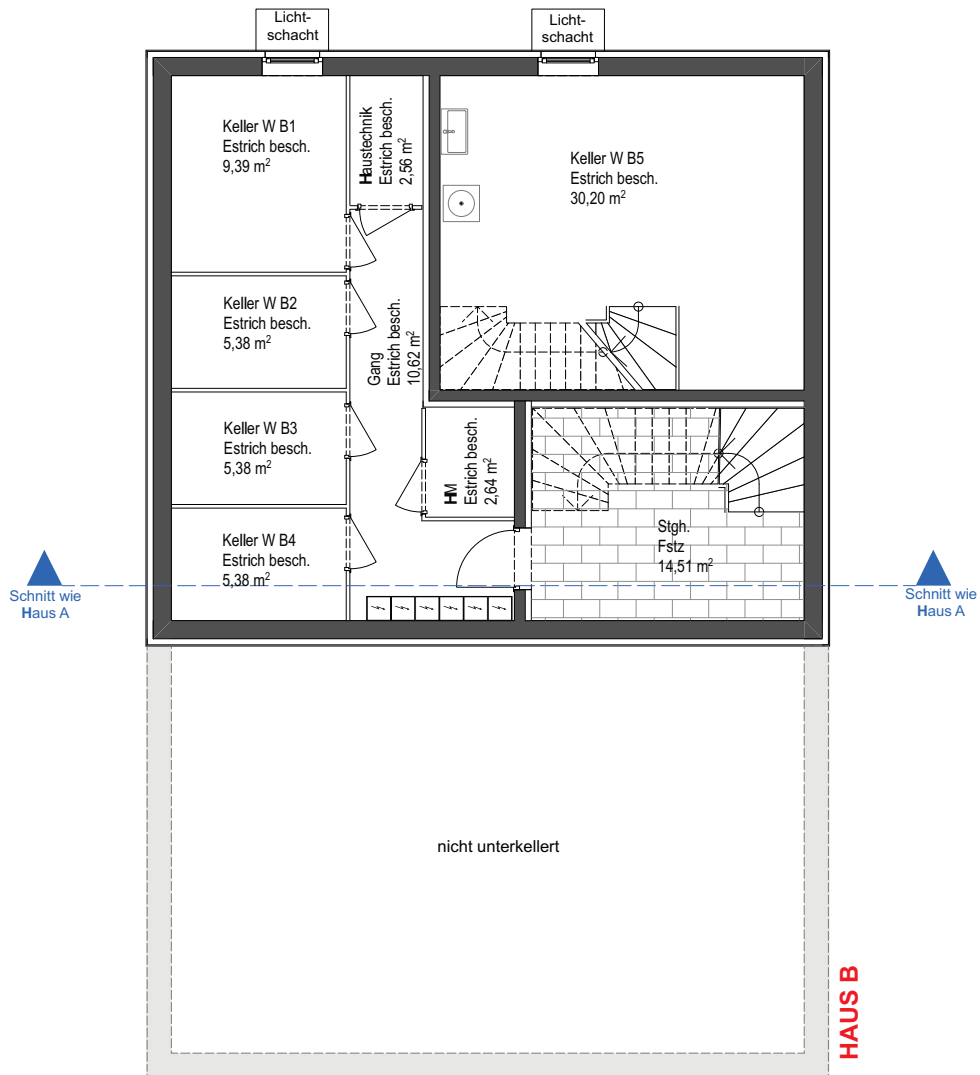 Licht-
schacht
Licht-
schacht
Keller W B1
Estrich besch.
9,39 m²
Haustechnik
Estrich besch.
2,56 m²
Keller W B5
Estrich besch.
30,20 m²
Keller W B2
Estrich besch.
5,38 m²
Gang
Estrich besch.
10,62 m²
Keller W B3
Estrich besch.
5,38 m²
HM
Estrich besch.
2,64 m²
Keller W B4
Estrich besch.
5,38 m²
Stgh.
Fstz
14,51 m²
Schnitt wie
Haus A
Schnitt wie
Haus A
nicht unterkellert
HAUS B